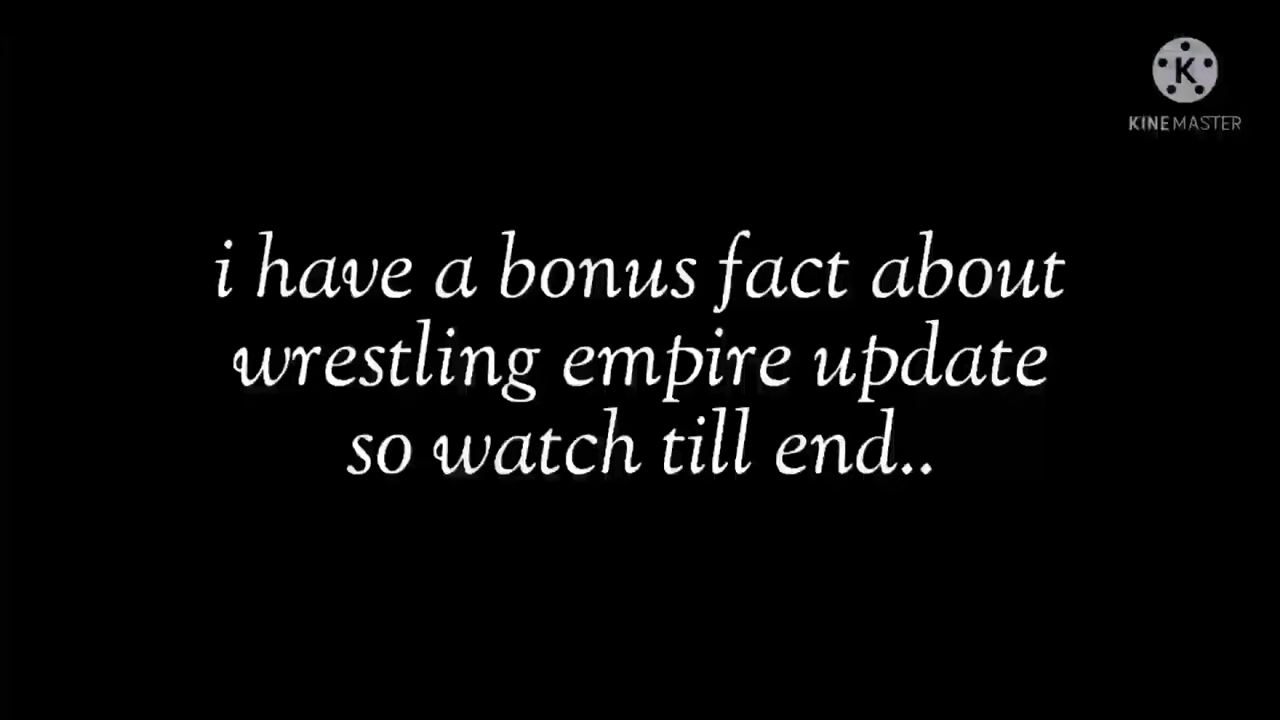 K
KINEMASTER
i have a bonus fact about
wrestling empire update
so watch till end..